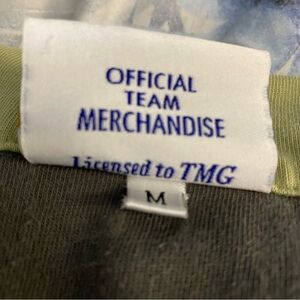 OFFICIAL
TEAM
MERCHANDISE
Licensed to TMG
M